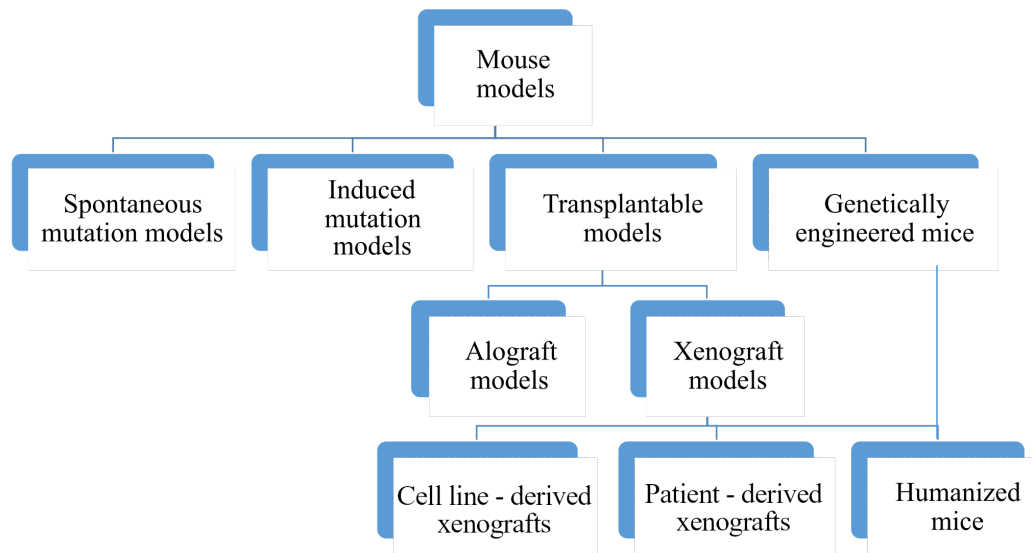 Mouse
models
Spontaneous
mutation models
Induced
mutation
models
Transplantable
models
Genetically
engineered mice
Alograft
models
Xenograft
models
Cell line - derived
xenografts
Patient - derived
xenografts
Humanized
mice